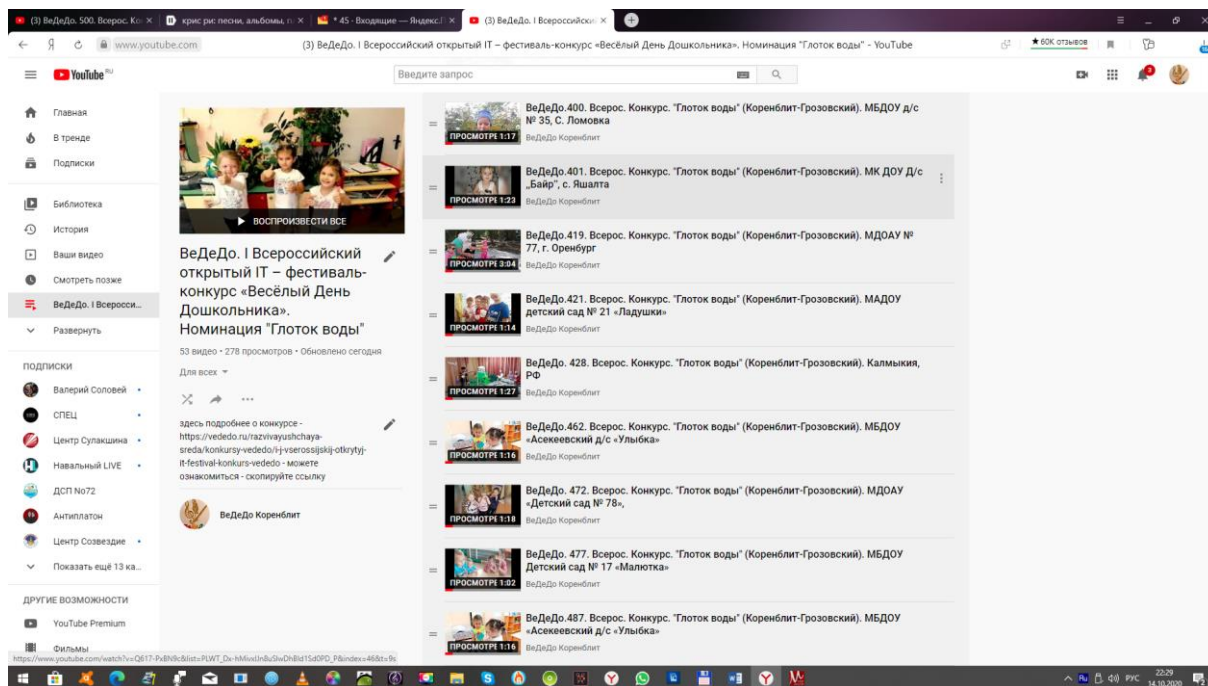 (3) ВеДеДо. 500. Всерос. Ко
крис ри: песни, альбомы, п
* 45 - Входящие — Яндекс.П
(3) ВеДеДо. I Всероссийски
www.youtube.com
(3) ВеДеДо. I Всероссийский открытый IT – фестиваль-конкурс «Весёлый День Дошкольника». Номинация "Глоток воды" - YouTube
★ 60K отзывов
YouTube RU
Введите запрос
3
Главная
В тренде
Подписки
Библиотека
История
Ваши видео
Смотреть позже
ВеДеДо. I Всеросси...
Развернуть
ПОДПИСКИ
Валерий Соловей
СПЕЦ
Центр Сулакшина
Навальный LIVE
ДСП No72
Антиплатон
Центр Созвездие
Показать ещё 13 ка...
ДРУГИЕ ВОЗМОЖНОСТИ
YouTube Premium
Фильмы
ВОСПРОИЗВЕСТИ ВСЕ
ВеДеДо. I Всероссийский
открытый IT – фестиваль-
конкурс «Весёлый День
Дошкольника».
Номинация "Глоток воды"
53 видео • 278 просмотров • Обновлено сегодня
Для всех
здесь подробнее о конкурсе -
https://vededo.ru/razvivayushchaya-
sreda/konkursy-vededo/i-j-vserossijskij-otkrytyj-
it-festival-konkurs-vededo - можете
ознакомиться - скопируйте ссылку
ВеДеДо Коренблит
ВеДеДо.400. Всерос. Конкурс. "Глоток воды" (Коренблит-Грозовский). МБДОУ д/с
№ 35, С. Ломовка
ПРОСМОТРЕ 1:17
ВеДеДо Коренблит
ВеДеДо.401. Всерос. Конкурс. "Глоток воды" (Коренблит-Грозовский). МК ДОУ Д/с
„Байр", с. Яшалта
ПРОСМОТРЕ 1:23
ВеДеДо Коренблит
ВеДеДо.419. Всерос. Конкурс. "Глоток воды" (Коренблит-Грозовский). МДОАУ №
77, г. Оренбург
ПРОСМОТРЕ 3:04
ВеДеДо Коренблит
ВеДеДо.421. Всерос. Конкурс. "Глоток воды" (Коренблит-Грозовский). МАДОУ
детский сад № 21 «Ладушки»
ПРОСМОТРЕ 1:14
ВеДеДо Коренблит
ВеДеДо. 428. Всерос. Конкурс. "Глоток воды" (Коренблит-Грозовский). Калмыкия,
РФ
ПРОСМОТРЕ 1:27
ВеДеДо Коренблит
ВеДеДо.462. Всерос. Конкурс. "Глоток воды" (Коренблит-Грозовский). МБДОУ
«Асекеевский д/с «Улыбка»
ПРОСМОТРЕ 1:16
ВеДеДо Коренблит
ВеДеДо. 472. Всерос. Конкурс. "Глоток воды" (Коренблит-Грозовский). МДОАУ
«Детский сад № 78»,
ПРОСМОТРЕ 1:18
ВеДеДо Коренблит
ВеДеДо. 477. Всерос. Конкурс. "Глоток воды" (Коренблит-Грозовский). МБДОУ
Детский сад № 17 «Малютка»
ПРОСМОТРЕ 1:02
ВеДеДо Коренблит
ВеДеДо.487. Всерос. Конкурс. "Глоток воды" (Коренблит-Грозовский). МБДОУ
«Асекеевский д/с «Улыбка»
ПРОСМОТРЕ 1:16
ВеДеДо Коренблит
РУС
22:29
14.10.2020